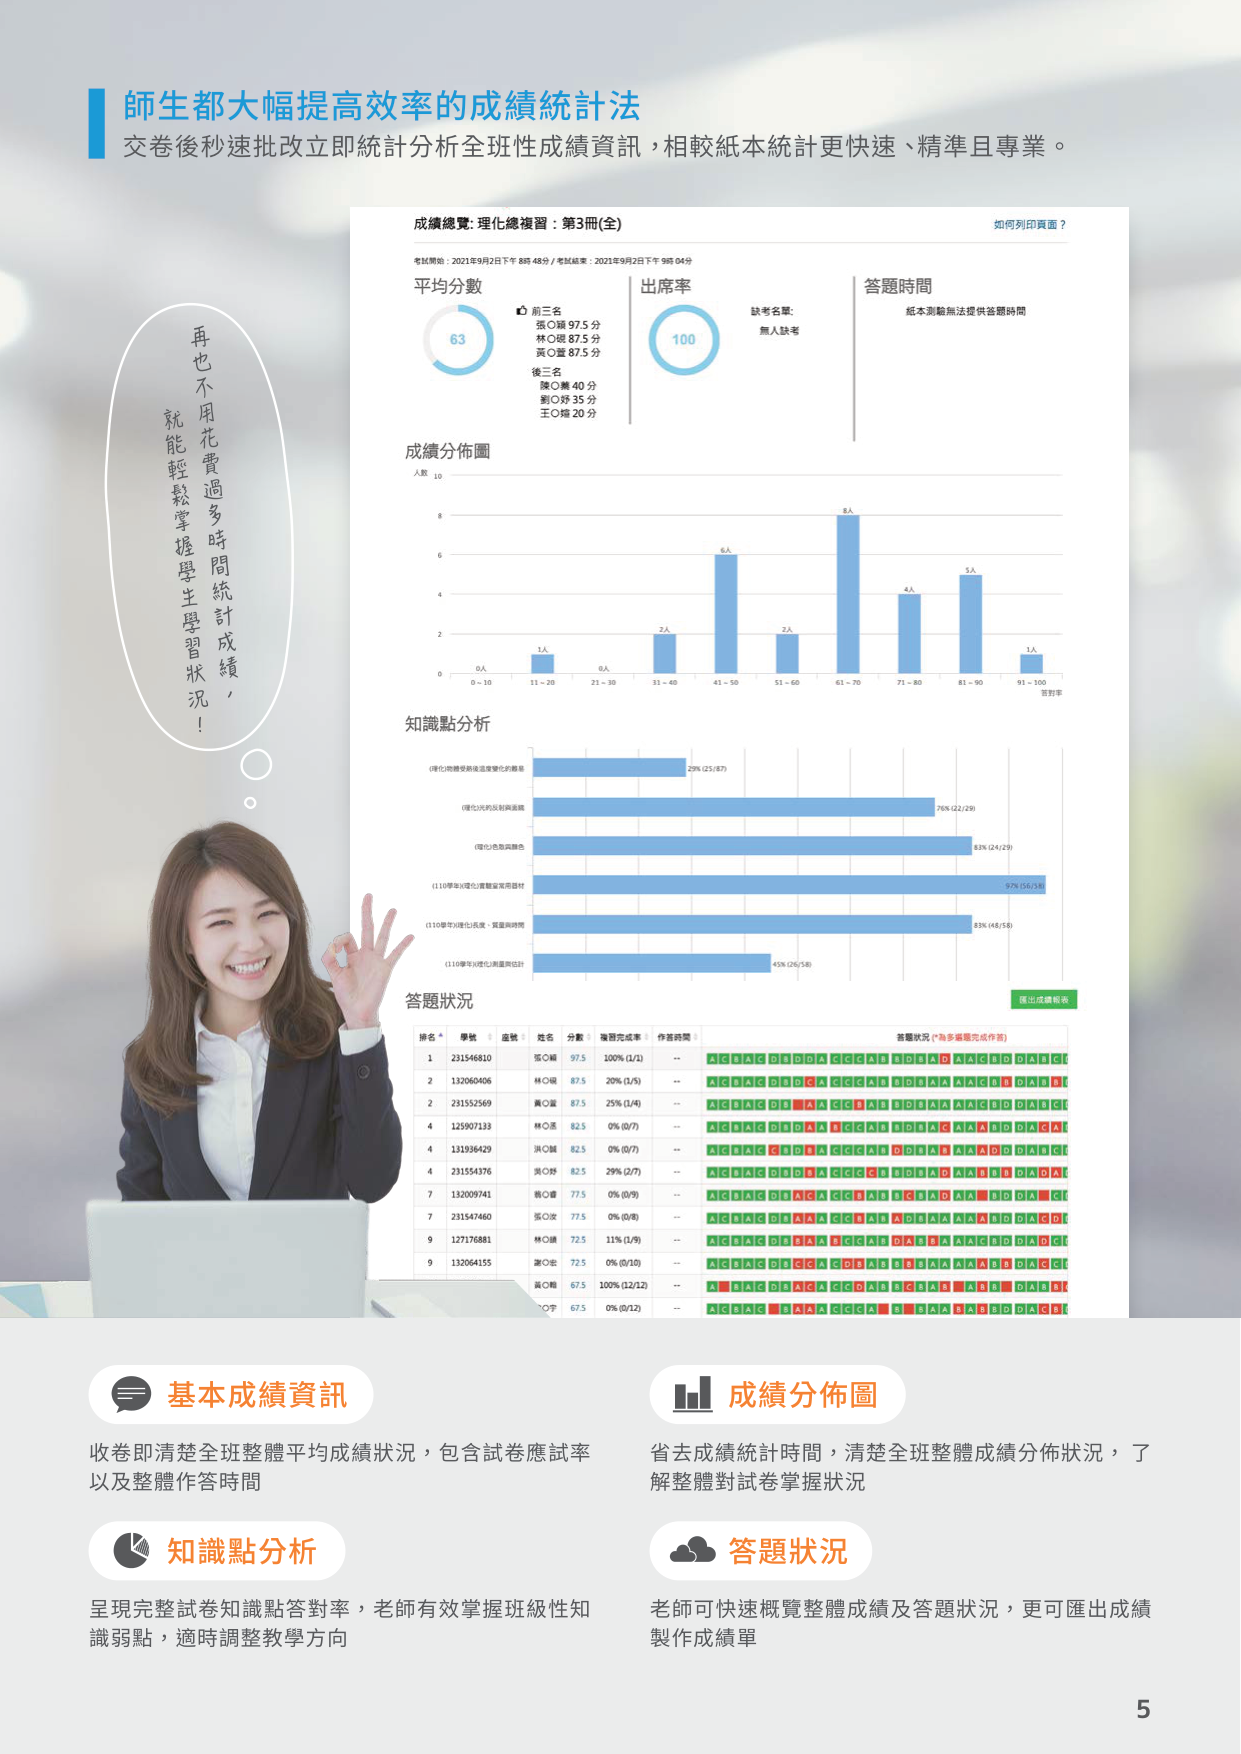 師生都大幅提高效率的成績統計法
交卷後秒速批改立即統計分析全班性成績資訊，相較紙本統計更快速、精準且專業。
再也不用花費過多時間統計成績，
就能輕鬆掌握學生學習狀況！
成績總覽: 理化總複習：第3冊(全)
如何列印頁面？
考試開始：2021年9月2日下午 8時 48分 / 考試結束：2021年9月2日下午 9時 04分
平均分數
63
前三名
張○穎 97.5 分
林○硯 87.5 分
黃○萱 87.5 分
後三名
陳○蓁 40 分
劉○妤 35 分
王○嬉 20 分
出席率
100
缺考名單:
無人缺考
答題時間
紙本測驗無法提供答題時間
成績分佈圖
人數
10
8
6
4
2
0
0人 1人 0人 2人 6人 2人 8人 4人 5人 1人
0 ~ 10 11 ~ 20 21 ~ 30 31 ~ 40 41 ~ 50 51 ~ 60 61 ~ 70 71 ~ 80 81 ~ 90 91 ~ 100
答對率
知識點分析
(理化)物體受熱後溫度變化的難易 29% (25/87)
(理化)光的反射與面鏡 76% (22/29)
(理化)色散與顏色 83% (24/29)
(110學年)(理化)實驗室常用器材 97% (56/58)
(110學年)(理化)長度、質量與時間 83% (48/58)
(110學年)(理化)測量與估計 45% (26/58)
答題狀況
匯出成績報表
排名 學號 座號 姓名 分數 複習完成率 作答時間 答題狀況 (*為多選題完成作答)
1 231546810 張○穎 97.5 100% (1/1) --
2 132060406 林○硯 87.5 20% (1/5) --
2 231552569 黃○萱 87.5 25% (1/4) --
4 125907133 林○丞 82.5 0% (0/7) --
4 131936429 洪○誠 82.5 0% (0/7) --
4 231554376 吳○妤 82.5 29% (2/7) --
7 132009741 翁○睿 77.5 0% (0/9) --
7 231547460 張○汝 77.5 0% (0/8) --
9 127176881 林○頤 72.5 11% (1/9) --
9 132064155 謝○宏 72.5 0% (0/10) --
黃○翰 67.5 100% (12/12) --
○宇 67.5 0% (0/12) --
基本成績資訊
收卷即清楚全班整體平均成績狀況，包含試卷應試率
以及整體作答時間
成績分佈圖
省去成績統計時間，清楚全班整體成績分佈狀況， 了
解整體對試卷掌握狀況
知識點分析
呈現完整試卷知識點答對率，老師有效掌握班級性知
識弱點，適時調整教學方向
答題狀況
老師可快速概覽整體成績及答題狀況，更可匯出成績
製作成績單
5